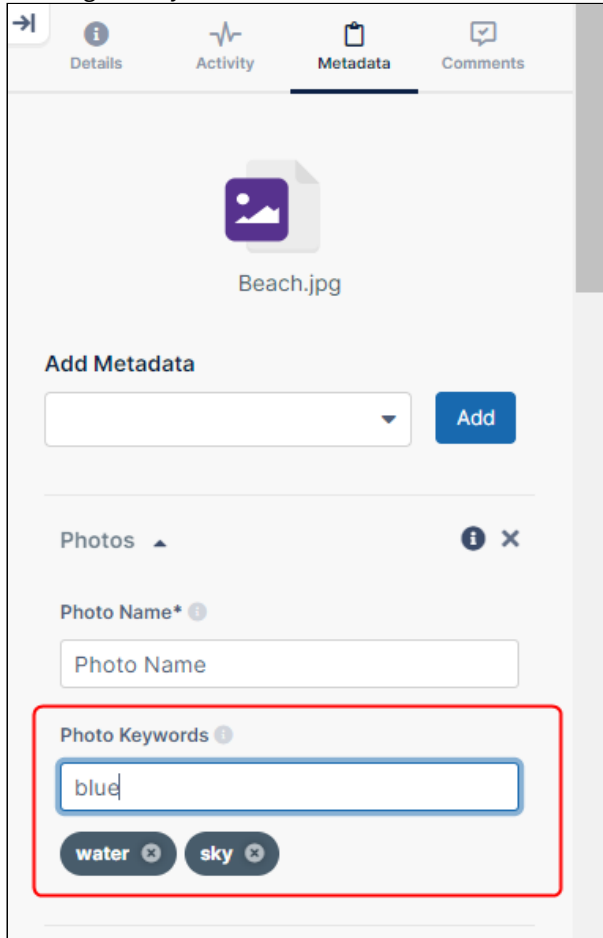 Details Activity Metadata Comments
Beach.jpg
Add Metadata
Add
Photos
Photo Name*
Photo Name
Photo Keywords
blue
water sky